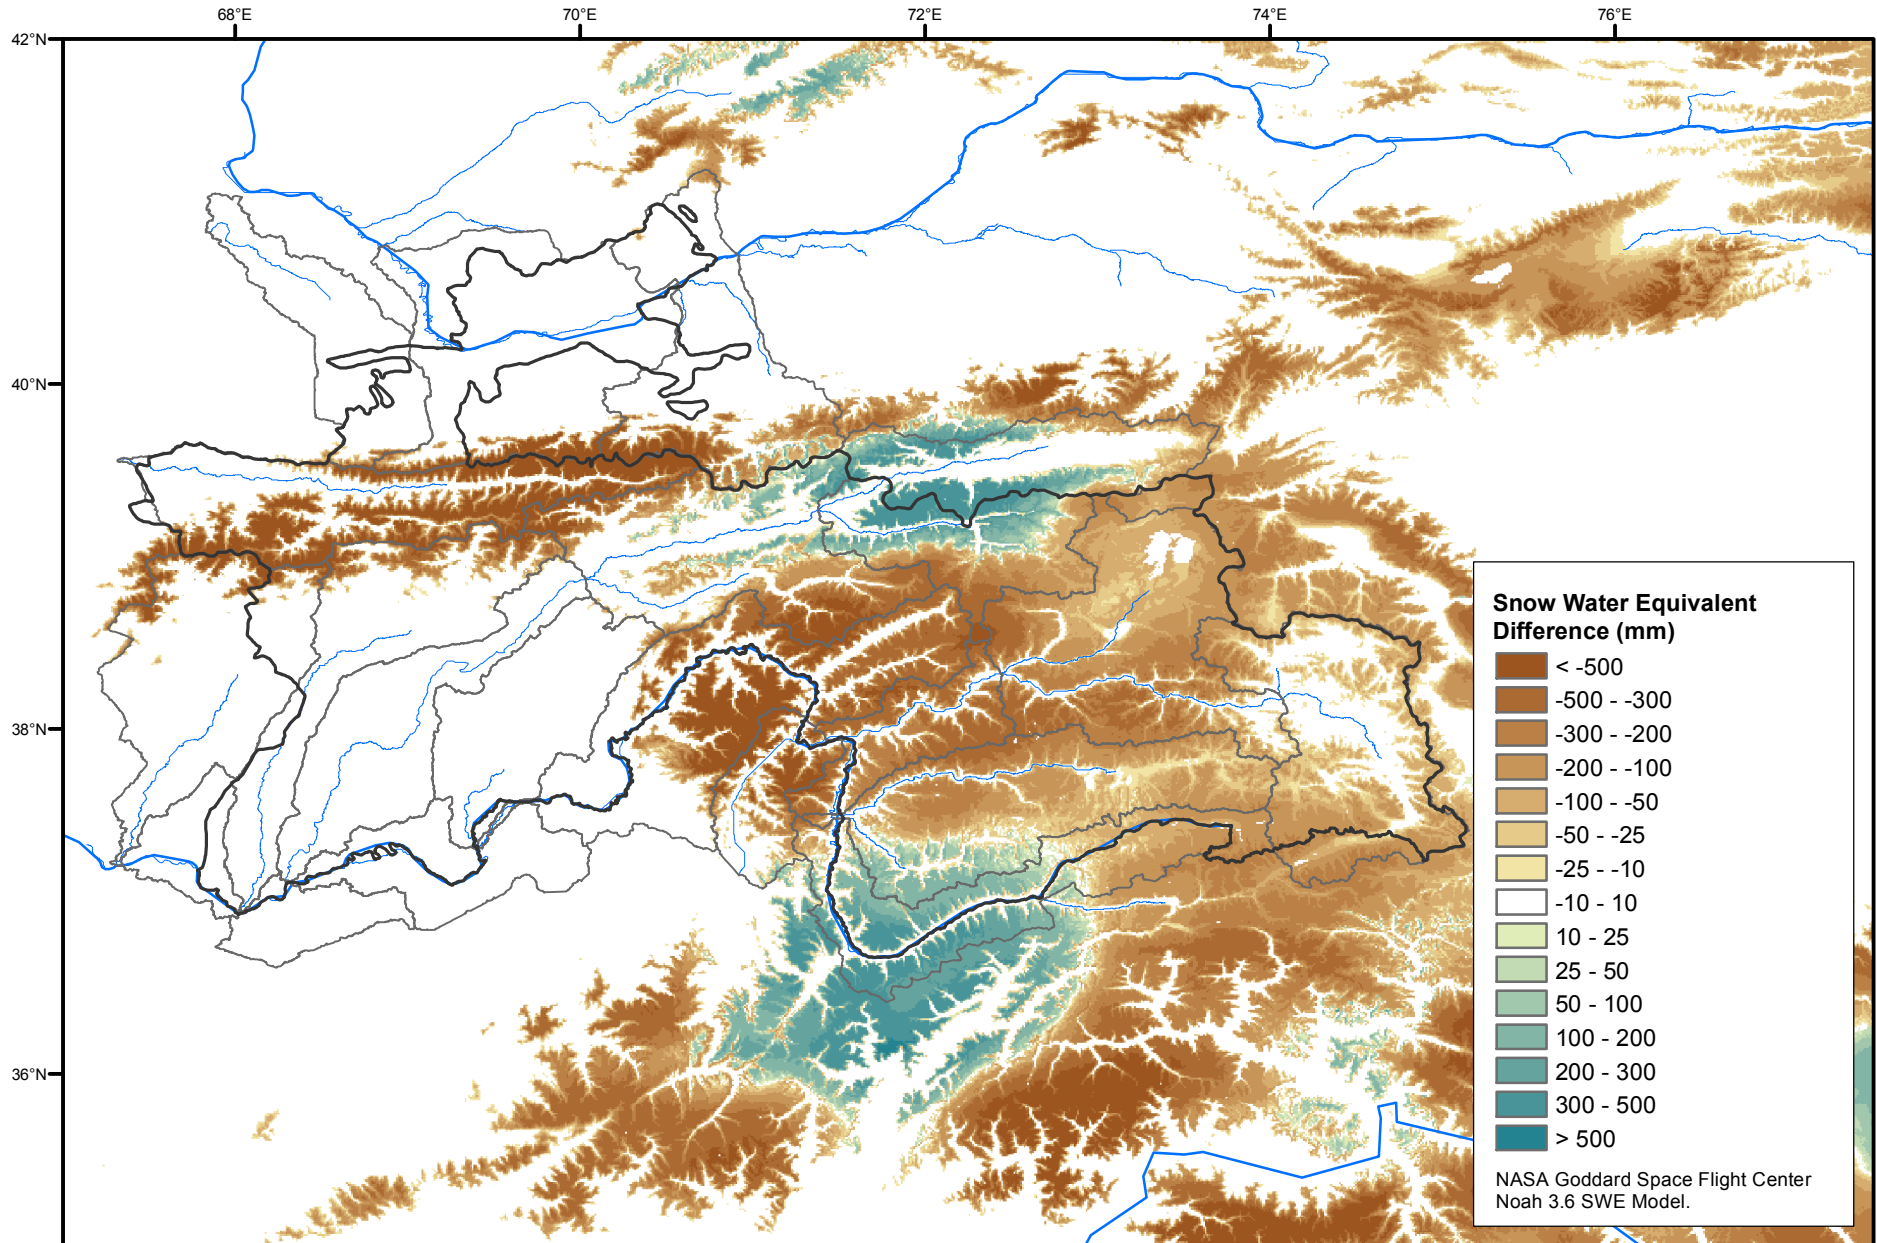 68°E
70°E
72°E
74°E
76°E
42°N
40°N
38°N
36°N
Snow Water Equivalent
Difference (mm)
< -500
-500 - -300
-300 - -200
-200 - -100
-100 - -50
-50 - -25
-25 - -10
-10 - 10
10 - 25
25 - 50
50 - 100
100 - 200
200 - 300
300 - 500
> 500
NASA Goddard Space Flight Center
Noah 3.6 SWE Model.